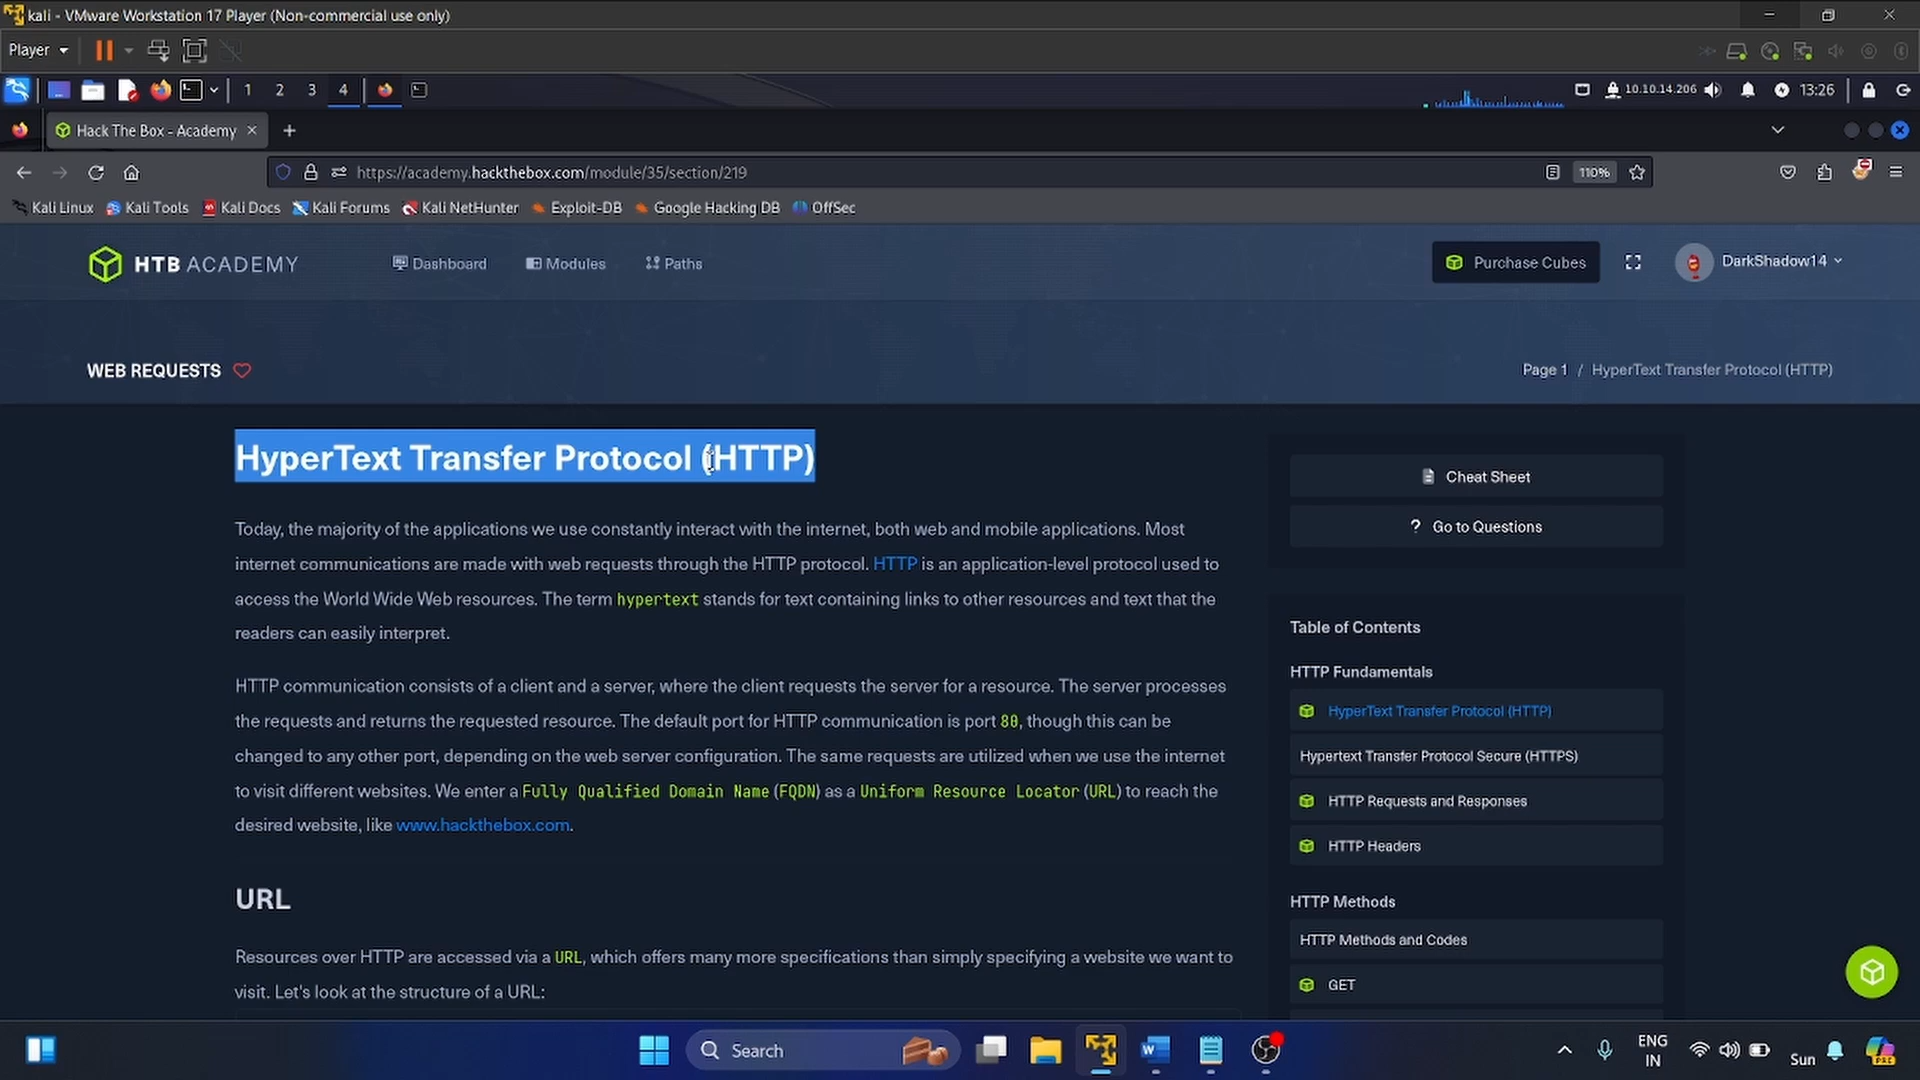 kali - VMware Workstation 17 Player (Non-commercial use only)
Player
1 2 3 4
10.10.14.206
13:26
Hack The Box - Academy
https://academy.hackthebox.com/module/35/section/219
110%
Kali Linux Kali Tools Kali Docs Kali Forums Kali NetHunter Exploit-DB Google Hacking DB OffSec
HTB ACADEMY
Dashboard Modules Paths
Purchase Cubes
DarkShadow14
WEB REQUESTS
Page 1 / HyperText Transfer Protocol (HTTP)
HyperText Transfer Protocol (HTTP)
Today, the majority of the applications we use constantly interact with the internet, both web and mobile applications. Most
internet communications are made with web requests through the HTTP protocol. HTTP is an application-level protocol used to
access the World Wide Web resources. The term hypertext stands for text containing links to other resources and text that the
readers can easily interpret.
HTTP communication consists of a client and a server, where the client requests the server for a resource. The server processes
the requests and returns the requested resource. The default port for HTTP communication is port 80, though this can be
changed to any other port, depending on the web server configuration. The same requests are utilized when we use the internet
to visit different websites. We enter a Fully Qualified Domain Name (FQDN) as a Uniform Resource Locator (URL) to reach the
desired website, like www.hackthebox.com.
URL
Resources over HTTP are accessed via a URL, which offers many more specifications than simply specifying a website we want to
visit. Let's look at the structure of a URL:
Cheat Sheet
? Go to Questions
Table of Contents
HTTP Fundamentals
HyperText Transfer Protocol (HTTP)
Hypertext Transfer Protocol Secure (HTTPS)
HTTP Requests and Responses
HTTP Headers
HTTP Methods
HTTP Methods and Codes
GET
Search
ENG
IN
Sun